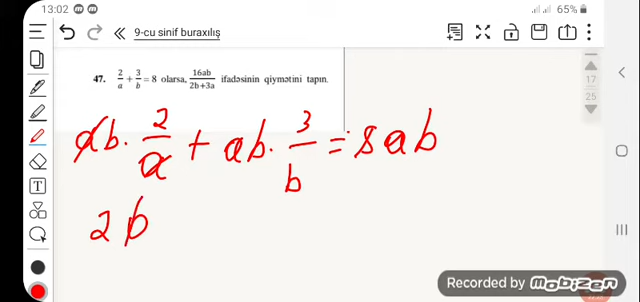 13:02 65%
9-cu sinif buraxılış
47. 2/a + 3/b = 8 olarsa, 16ab/2b+3a ifadəsinin qiymətini tapın.
17
25
ab · 2/a + ab · 3/b = 8ab
2b
Recorded by Mobizen